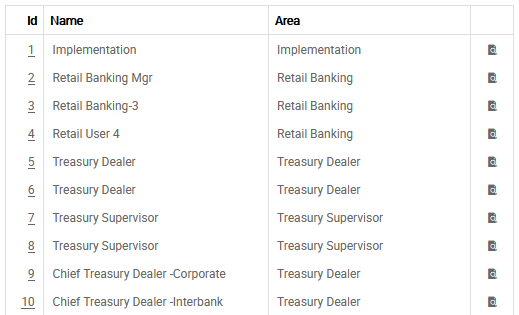 Id Name Area
1 Implementation Implementation
2 Retail Banking Mgr Retail Banking
3 Retail Banking-3 Retail Banking
4 Retail User 4 Retail Banking
5 Treasury Dealer Treasury Dealer
6 Treasury Dealer Treasury Dealer
7 Treasury Supervisor Treasury Supervisor
8 Treasury Supervisor Treasury Supervisor
9 Chief Treasury Dealer -Corporate Treasury Dealer
10 Chief Treasury Dealer -Interbank Treasury Dealer